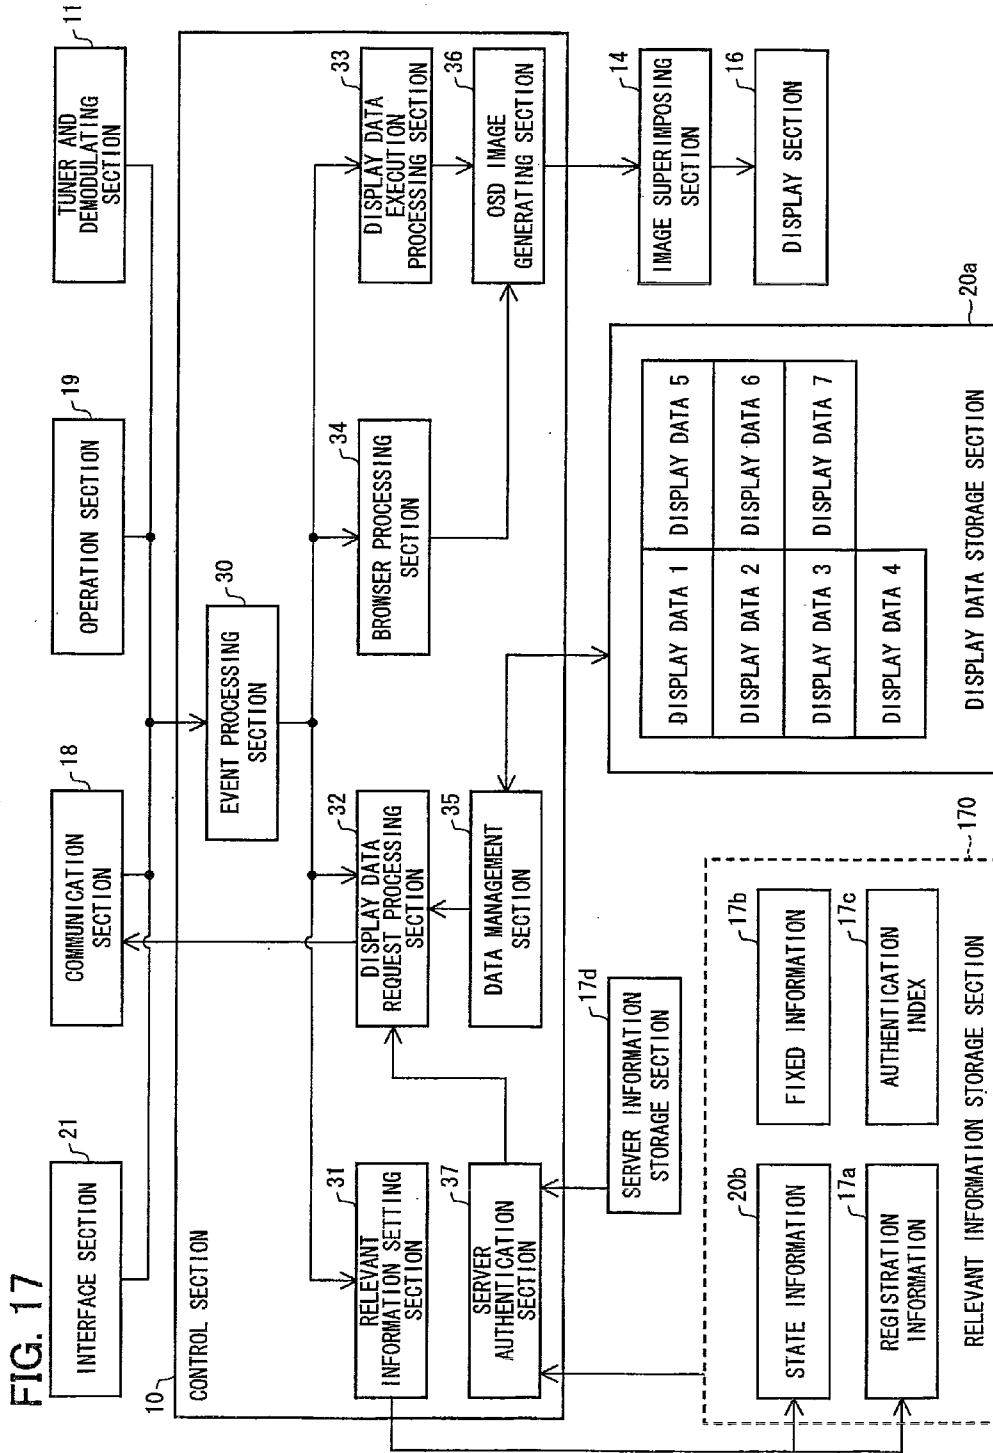 FIG. 17
INTERFACE SECTION
21
COMMUNICATION
SECTION
18
OPERATION SECTION
19
TUNER AND
DEMODULATING
SECTION
11
10
CONTROL SECTION
EVENT PROCESSING
SECTION
30
RELEVANT
INFORMATION SETTING
SECTION
31
DISPLAY DATA
REQUEST PROCESSING
SECTION
32
BROWSER PROCESSING
SECTION
34
DISPLAY DATA
EXECUTION
PROCESSING SECTION
33
SERVER
AUTHENTICATION
SECTION
37
DATA MANAGEMENT
SECTION
35
OSD IMAGE
GENERATING SECTION
36
SERVER INFORMATION
STORAGE SECTION
17d
IMAGE SUPERIMPOSING
SECTION
14
DISPLAY SECTION
16
170
STATE INFORMATION
20b
FIXED INFORMATION
17b
REGISTRATION
INFORMATION
17a
AUTHENTICATION
INDEX
17c
RELEVANT INFORMATION STORAGE SECTION
20a
DISPLAY DATA 1
DISPLAY DATA 5
DISPLAY DATA 2
DISPLAY DATA 6
DISPLAY DATA 3
DISPLAY DATA 7
DISPLAY DATA 4
DISPLAY DATA STORAGE SECTION